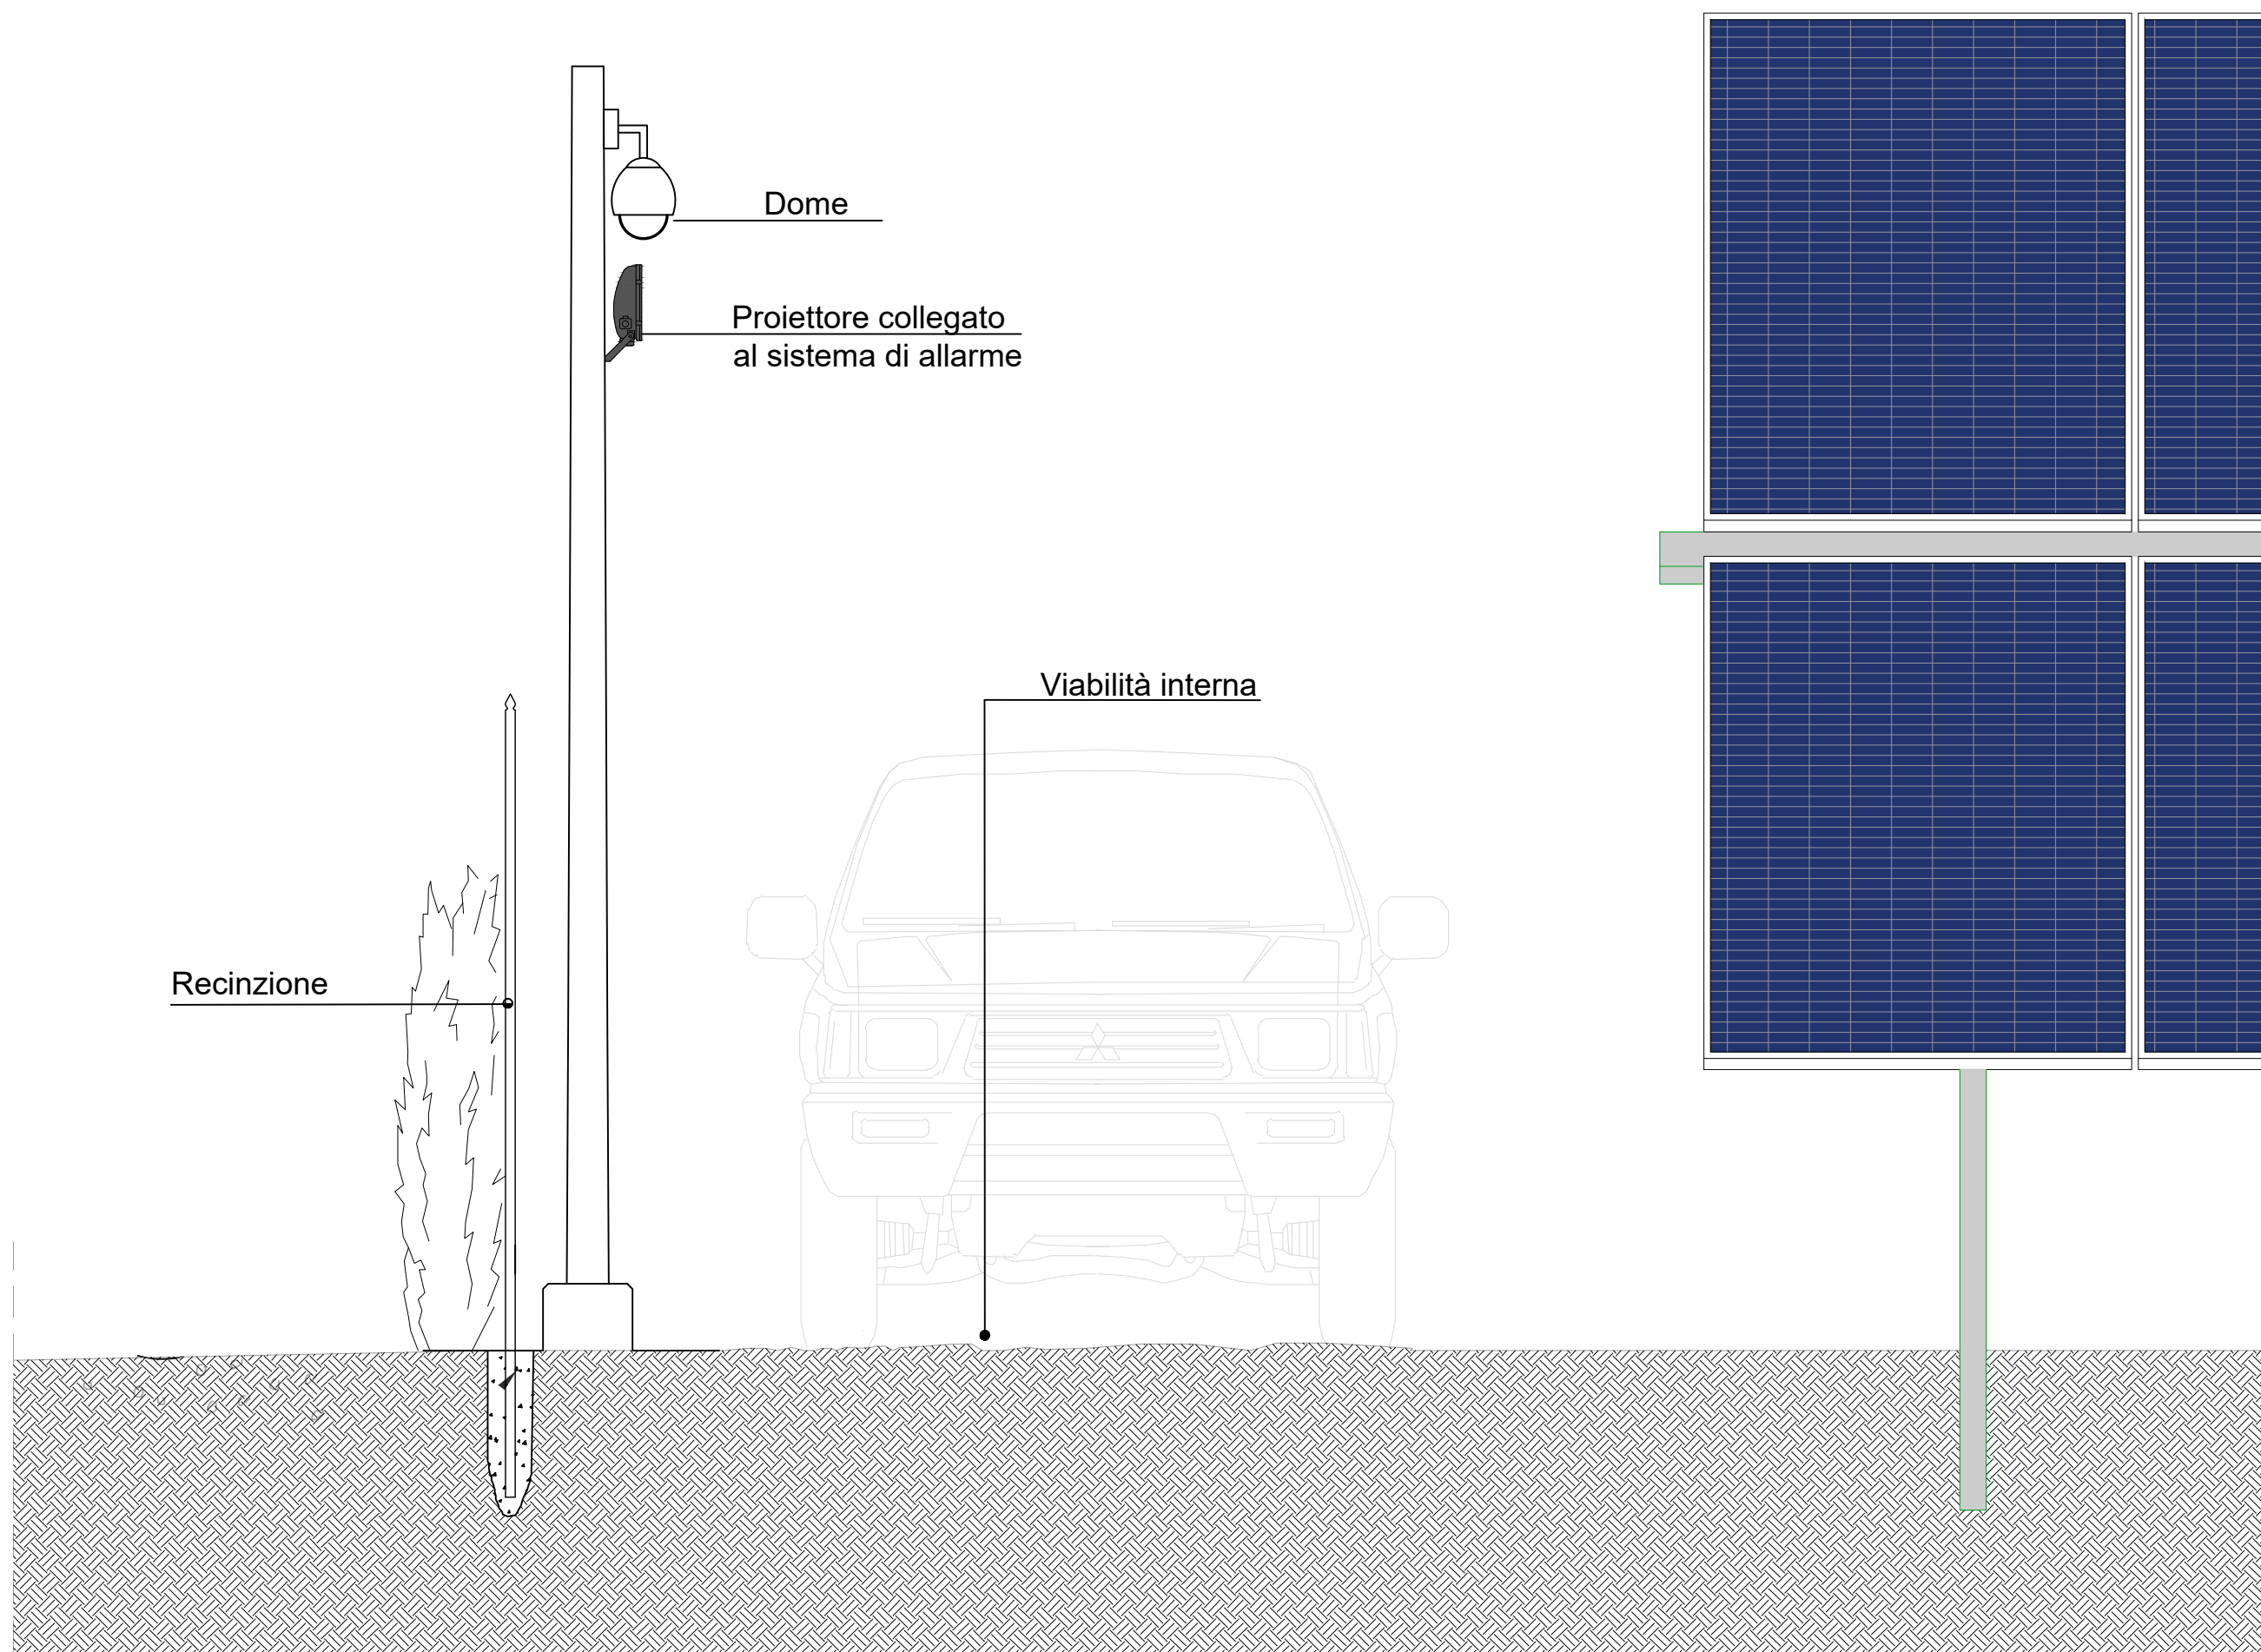 Dome
Proiettore collegato
al sistema di allarme
Viabilità interna
Recinzione